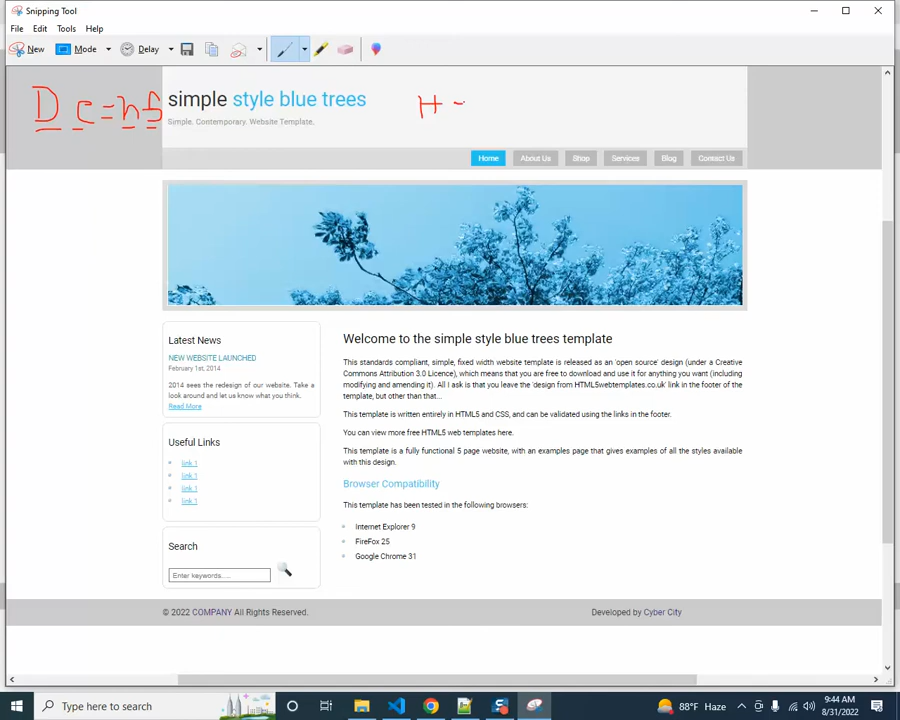 Snipping Tool
File Edit Tools Help
New Mode Delay
D C = h
simple style blue trees
H -
Simple. Contemporary. Website Template.
Home About Us Shop Services Blog Contact Us
Latest News
NEW WEBSITE LAUNCHED
February 1st, 2014
2014 sees the redesign of our website. Take a
look around and let us know what you think.
Read More
Useful Links
link 1
link 1
link 1
link 1
Search
Enter keywords.....
Welcome to the simple style blue trees template
This standards compliant, simple, fixed width website template is released as an 'open source' design (under a Creative
Commons Attribution 3.0 Licence), which means that you are free to download and use it for anything you want (including
modifying and amending it). All I ask is that you leave the 'design from HTML5webtemplates.co.uk' link in the footer of the
template, but other than that...
This template is written entirely in HTML5 and CSS, and can be validated using the links in the footer.
You can view more free HTML5 web templates here.
This template is a fully functional 5 page website, with an examples page that gives examples of all the styles available
with this design.
Browser Compatibility
This template has been tested in the following browsers:
Internet Explorer 9
FireFox 25
Google Chrome 31
© 2022 COMPANY All Rights Reserved. Developed by Cyber City
Type here to search
88°F Haze
9:44 AM
8/31/2022